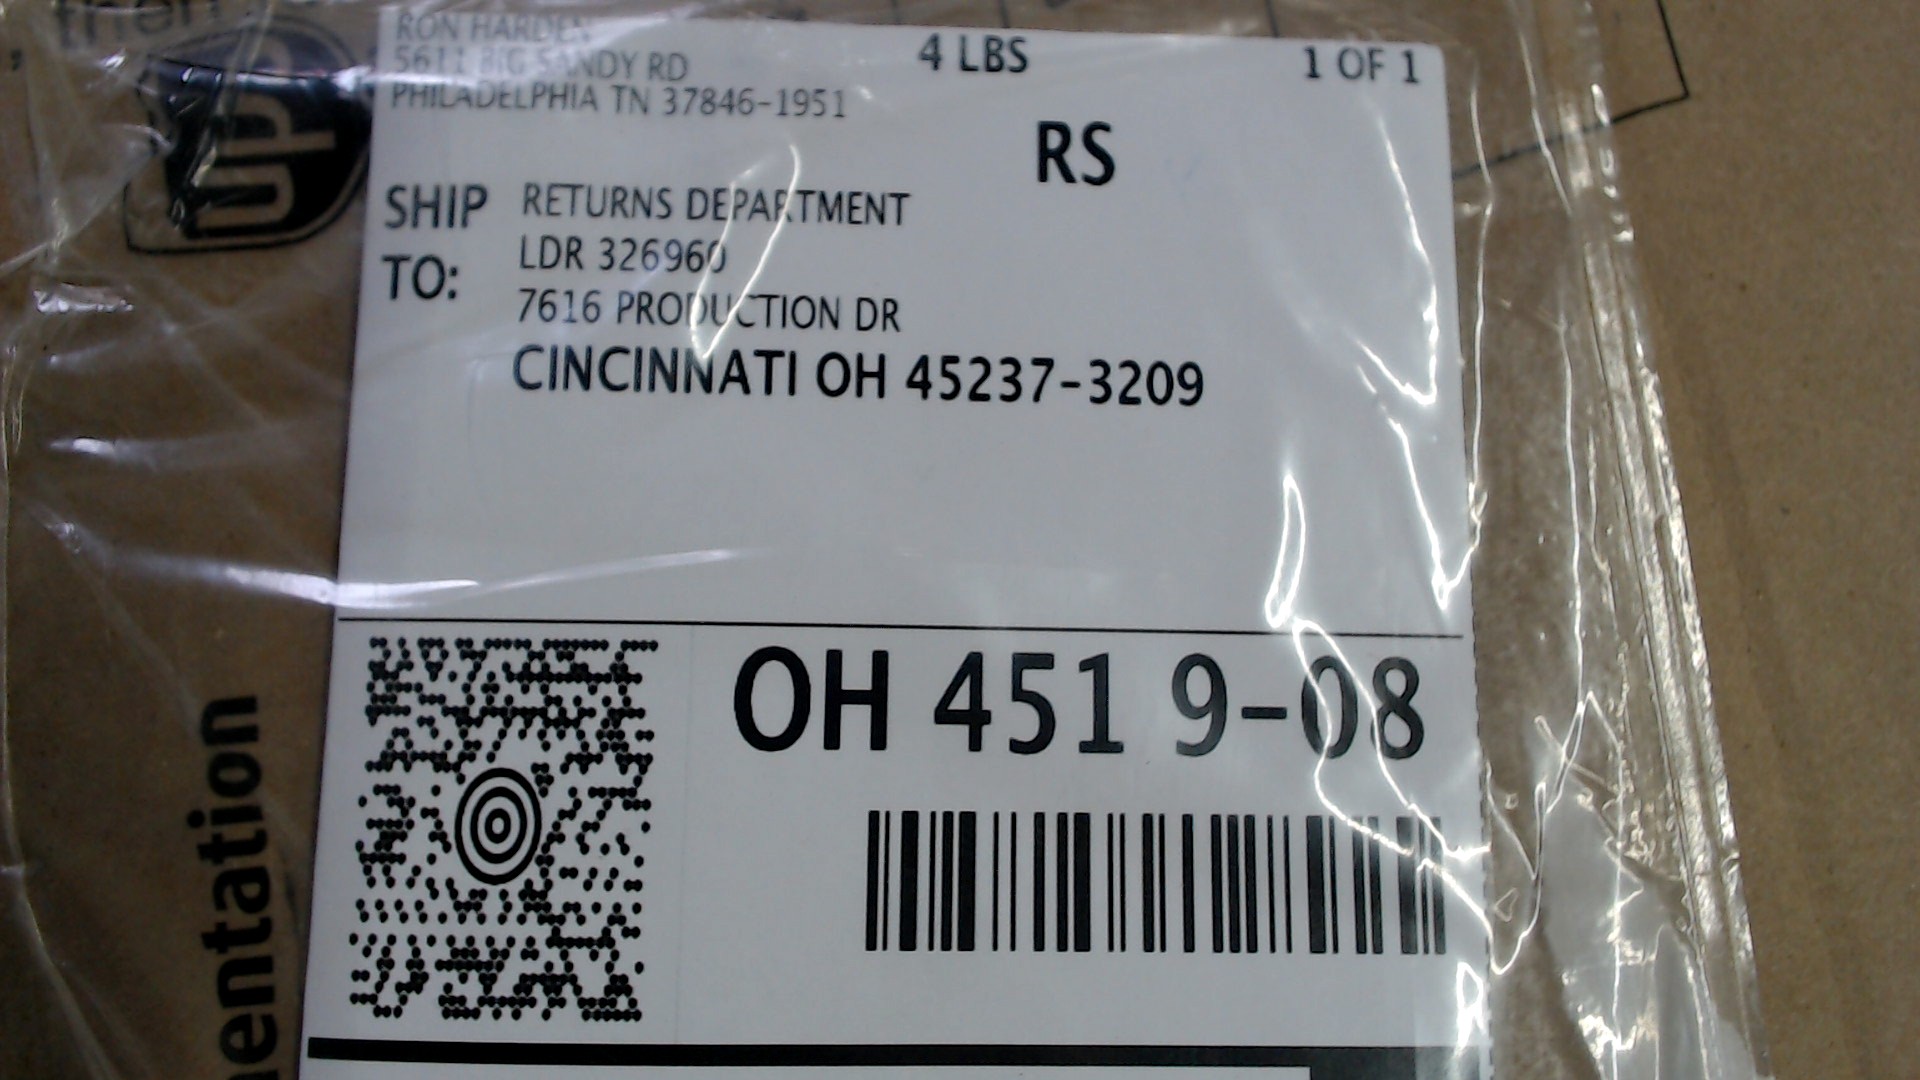 RON HARDEN
5611 BIG SANDY RD
PHILADELPHIA TN 37846-1951
4 LBS
1 OF 1
RS
SHIP TO:
RETURNS DEPARTMENT
LDR 326960
7616 PRODUCTION DR
CINCINNATI OH 45237-3209
OH 451 9-08
ups